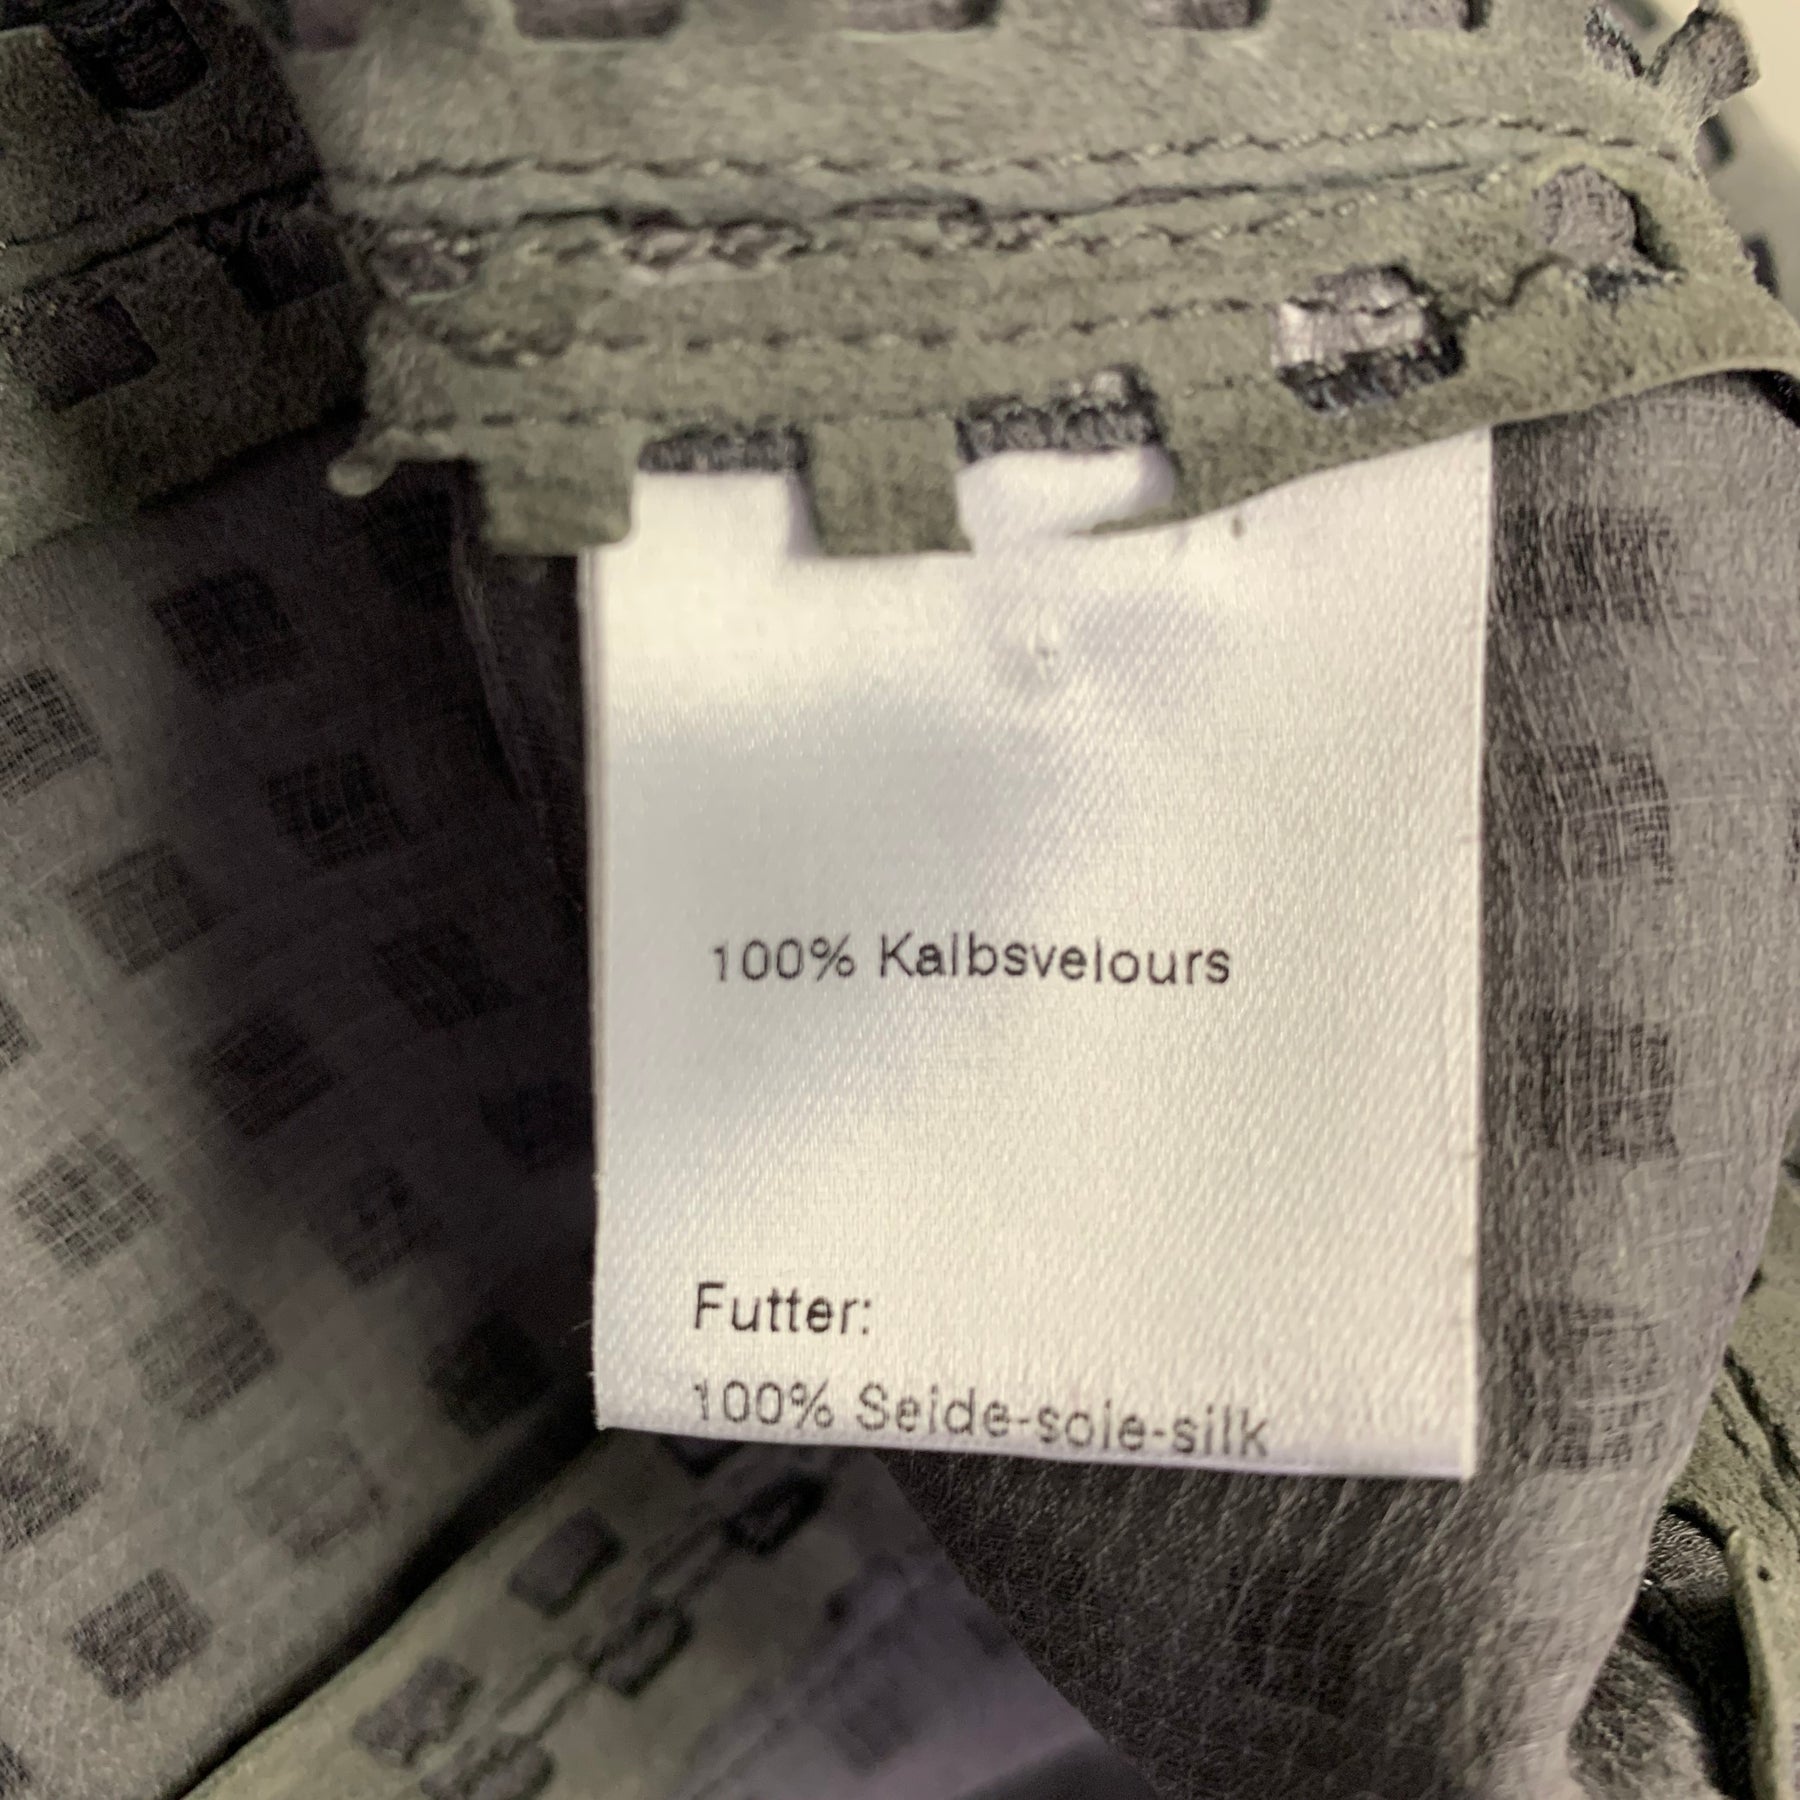 100% Kalbsvelours
Futter:
100% Seide-soie-silk